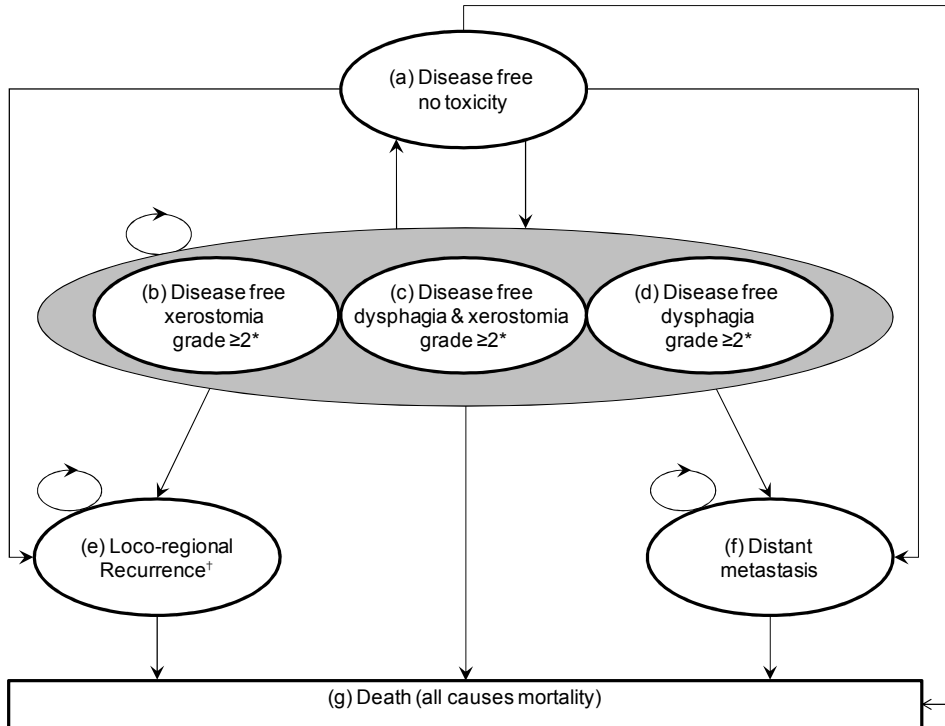 (a) Disease free
no toxicity
(b) Disease free
xerostomia
grade ≥2*
(c) Disease free
dysphagia & xerostomia
grade ≥2*
(d) Disease free
dysphagia
grade ≥2*
(e) Loco-regional
Recurrence†
(f) Distant
metastasis
(g) Death (all causes mortality)